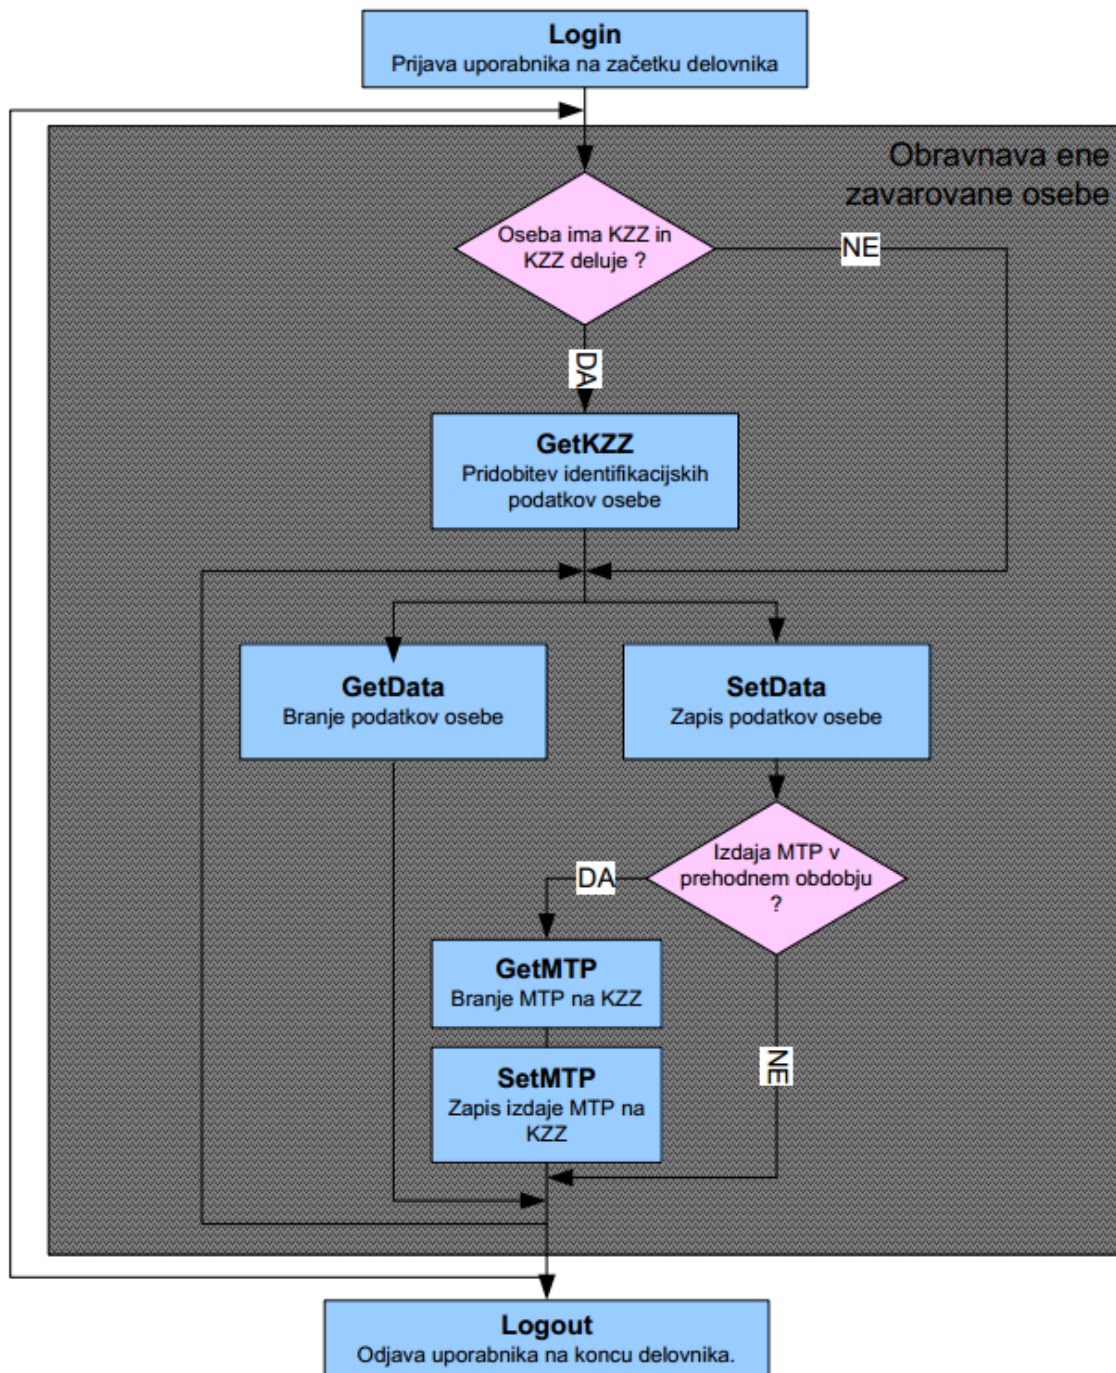 Login
Prijava uporabnika na začetku delovnika
Obravnava ene
zavarovane osebe
Oseba ima KZZ in
KZZ deluje ?
NE
DA
GetKZZ
Pridobitev identifikacijskih
podatkov osebe
GetData
Branje podatkov osebe
SetData
Zapis podatkov osebe
Izdaja MTP v
prehodnem obdobju
?
DA
GetMTP
Branje MTP na KZZ
NE
SetMTP
Zapis izdaje MTP na
KZZ
Logout
Odjava uporabnika na koncu delovnika.